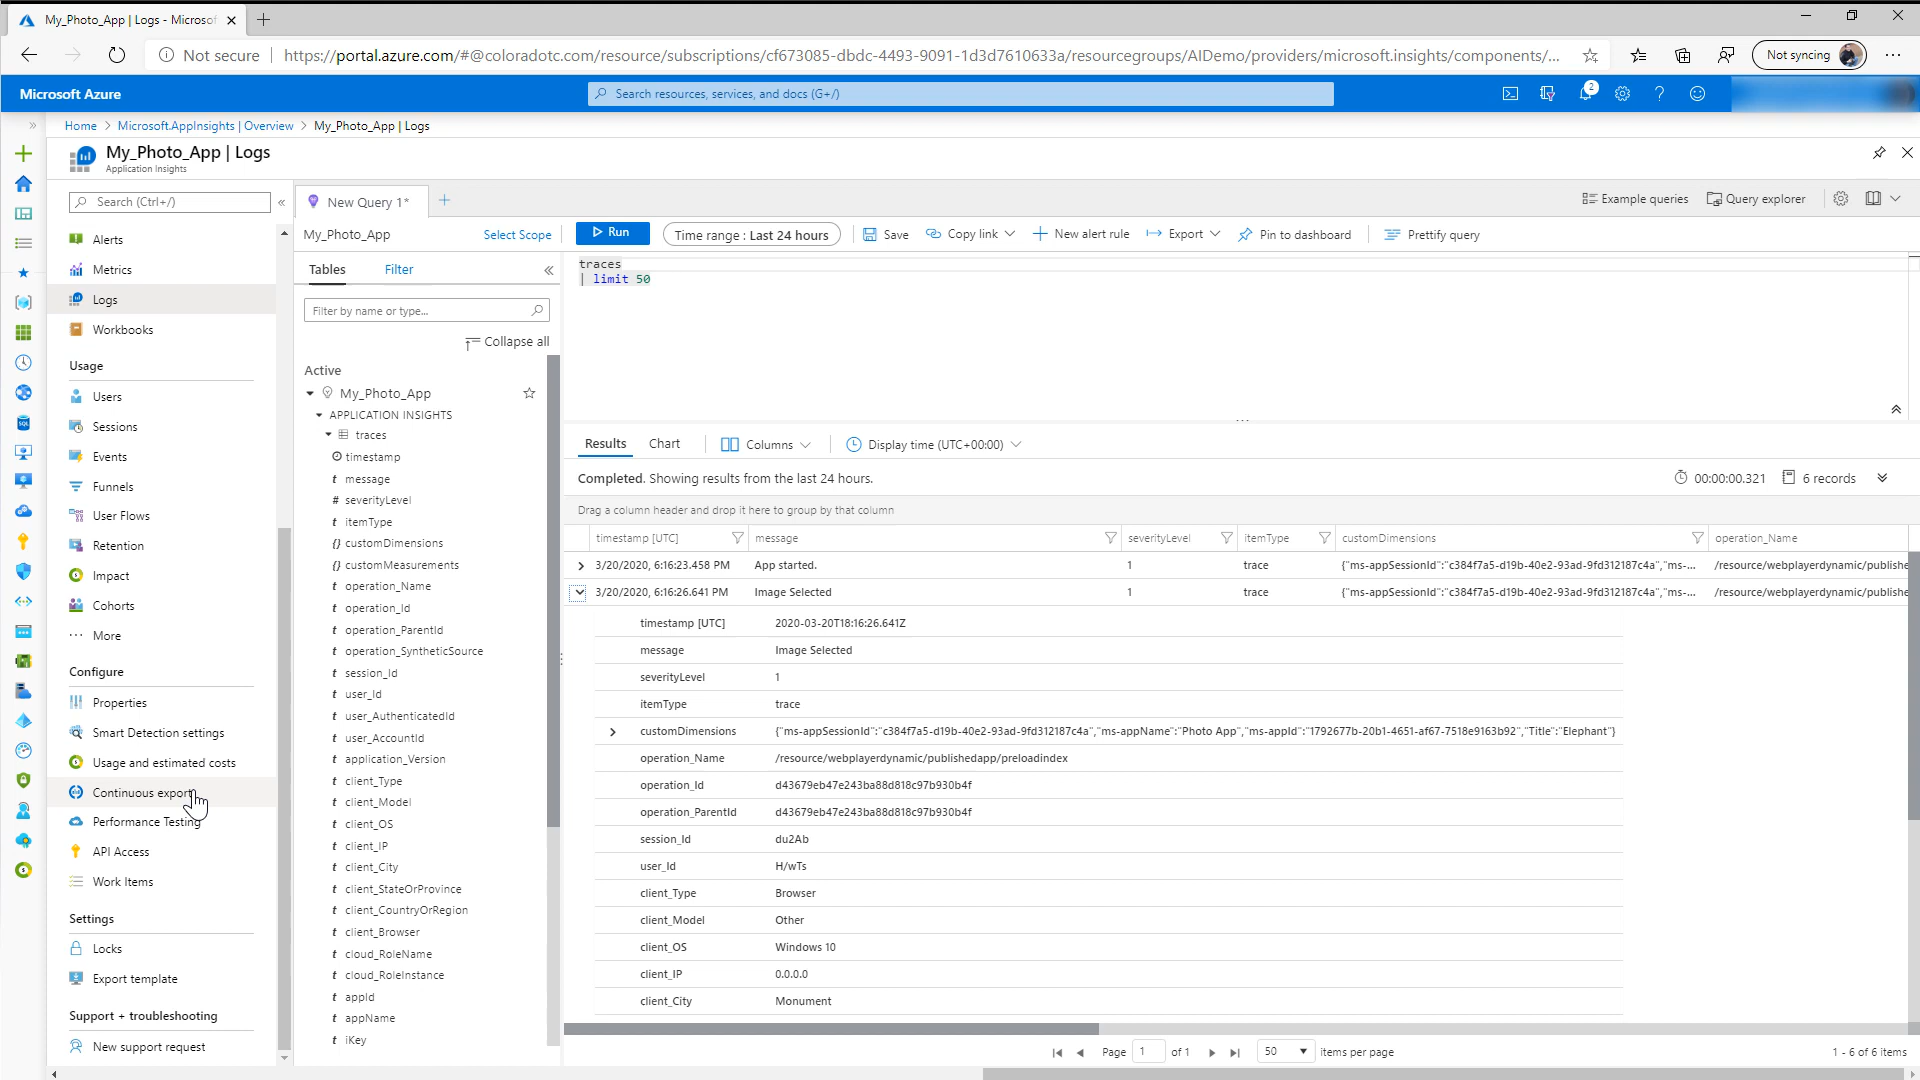 My_Photo_App | Logs - Microsof
Not secure
https://portal.azure.com/#@coloradotc.com/resource/subscriptions/cf673085-dbdc-4493-9091-1d3d7610633a/resourcegroups/AIDemo/providers/microsoft.insights/components/...
Not syncing
Microsoft Azure
Search resources, services, and docs (G+/)
2
Home > Microsoft.AppInsights | Overview > My_Photo_App | Logs
My_Photo_App | Logs
Application Insights
Search (Ctrl+/)
Alerts
Metrics
Logs
Workbooks
Usage
Users
Sessions
Events
Funnels
User Flows
Retention
Impact
Cohorts
More
Configure
Properties
Smart Detection settings
Usage and estimated costs
Continuous export
Performance Testing
API Access
Work Items
Settings
Locks
Export template
Support + troubleshooting
New support request
New Query 1*
Example queries
Query explorer
My_Photo_App
Select Scope
Run
Time range : Last 24 hours
Save
Copy link
New alert rule
Export
Pin to dashboard
Prettify query
Tables
Filter
Filter by name or type...
Collapse all
Active
My_Photo_App
APPLICATION INSIGHTS
traces
timestamp
t message
# severityLevel
t itemType
{} customDimensions
{} customMeasurements
t operation_Name
t operation_Id
t operation_ParentId
t operation_SyntheticSource
t session_Id
t user_Id
t user_AuthenticatedId
t user_AccountId
t application_Version
t client_Type
t client_Model
t client_OS
t client_IP
t client_City
t client_StateOrProvince
t client_CountryOrRegion
t client_Browser
t cloud_RoleName
t cloud_RoleInstance
t appId
t appName
t iKey
traces
| limit 50
Results
Chart
Columns
Display time (UTC+00:00)
Completed. Showing results from the last 24 hours.
00:00:00.321
6 records
Drag a column header and drop it here to group by that column
timestamp [UTC] message severityLevel itemType customDimensions operation_Name
3/20/2020, 6:16:23.458 PM App started. 1 trace {"ms-appSessionId":"c384f7a5-d19b-40e2-93ad-9fd312187c4a","ms-... /resource/webplayerdynamic/publishe
3/20/2020, 6:16:26.641 PM Image Selected 1 trace {"ms-appSessionId":"c384f7a5-d19b-40e2-93ad-9fd312187c4a","ms-... /resource/webplayerdynamic/publishe
timestamp [UTC] 2020-03-20T18:16:26.641Z
message Image Selected
severityLevel 1
itemType trace
customDimensions {"ms-appSessionId":"c384f7a5-d19b-40e2-93ad-9fd312187c4a","ms-appName":"Photo App","ms-appId":"1792677b-20b1-4651-af67-7518e9163b92","Title":"Elephant"}
operation_Name /resource/webplayerdynamic/publishedapp/preloadindex
operation_Id d43679eb47e243ba88d818c97b930b4f
operation_ParentId d43679eb47e243ba88d818c97b930b4f
session_Id du2Ab
user_Id H/wTs
client_Type Browser
client_Model Other
client_OS Windows 10
client_IP 0.0.0.0
client_City Monument
Page 1 of 1
50 items per page
1 - 6 of 6 items